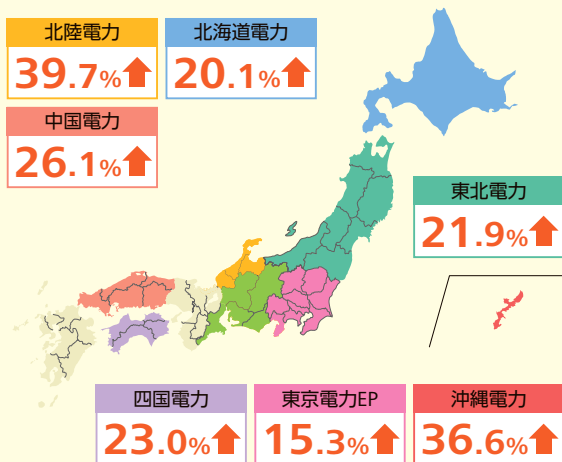 北陸電力
39.7%
北海道電力
20.1%
中国電力
26.1%
東北電力
21.9%
四国電力
23.0%
東京電力EP
15.3%
沖縄電力
36.6%